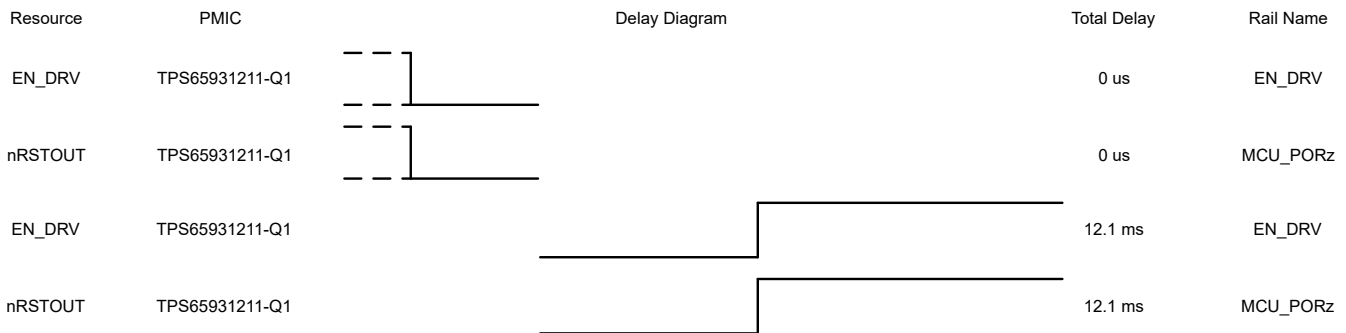 Resource PMIC Delay Diagram Total Delay Rail Name
EN_DRV TPS65931211-Q1 0 us EN_DRV
nRSTOUT TPS65931211-Q1 0 us MCU_PORz
EN_DRV TPS65931211-Q1 12.1 ms EN_DRV
nRSTOUT TPS65931211-Q1 12.1 ms MCU_PORz